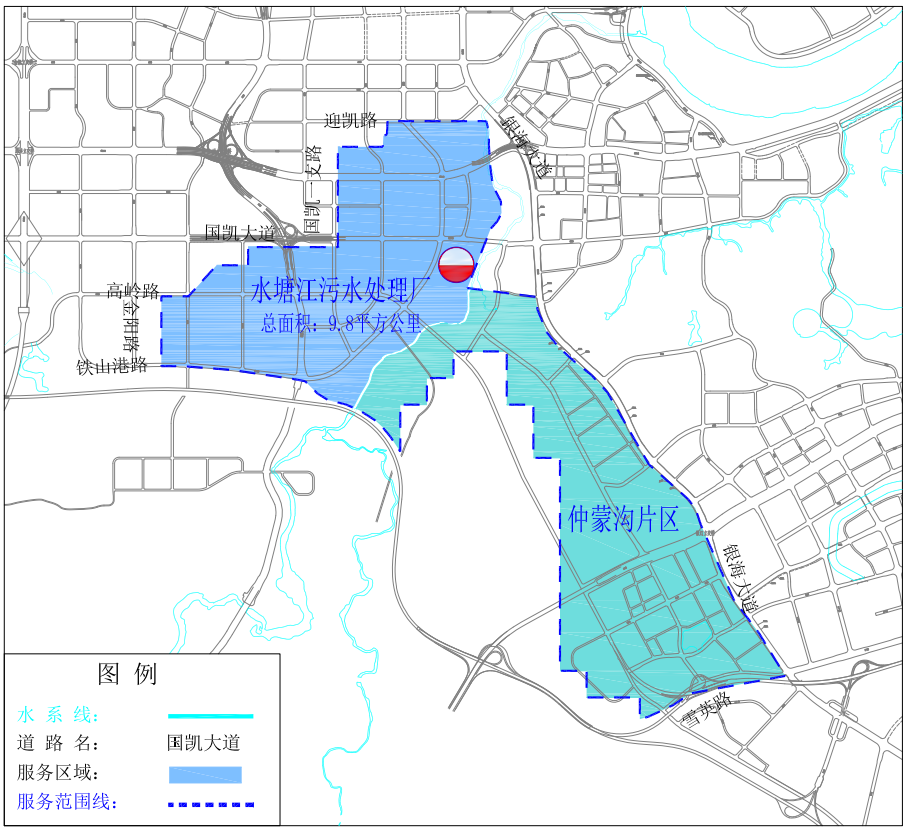 迎凯路
银海大道
国凯一支路
国凯大道
水塘江污水处理厂
高岭路
总面积：9.8平方公里
金阳路
铁山港路
仲蒙沟片区
银海大道
雪英路
图 例
水 系 线：
道 路 名： 国凯大道
服务区域：
服务范围线：